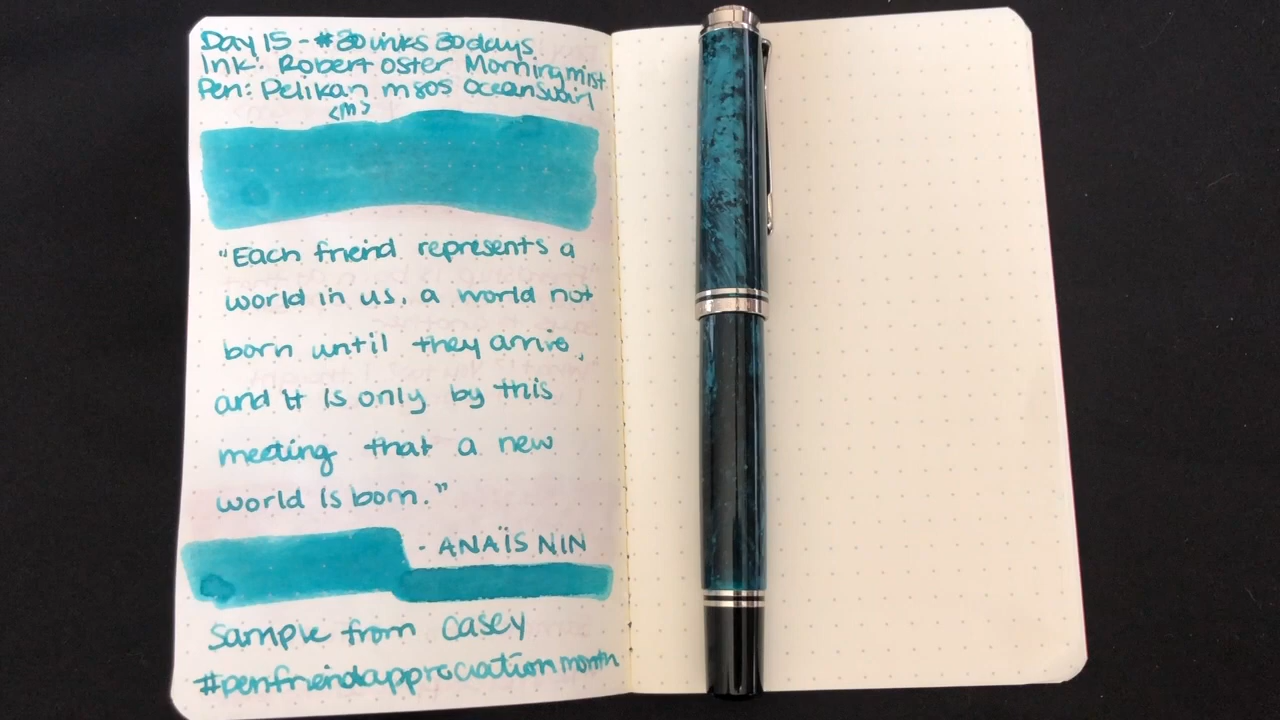 Day 15 - #30inks30days
Ink: Robert Oster Morning mist
Pen: Pelikan m805 Ocean Swirl
<M>
"Each friend represents a
world in us, a world not
born until they arrive,
and it is only by this
meeting that a new
world is born."
- ANAÏS NIN
Sample from Casey
#penfriendappreciationmonth